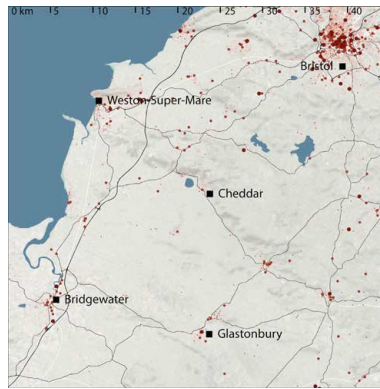 0 km 5 10 15 20 25 30 35 40
Bristol
Weston-Super-Mare
Cheddar
Bridgewater
Glastonbury